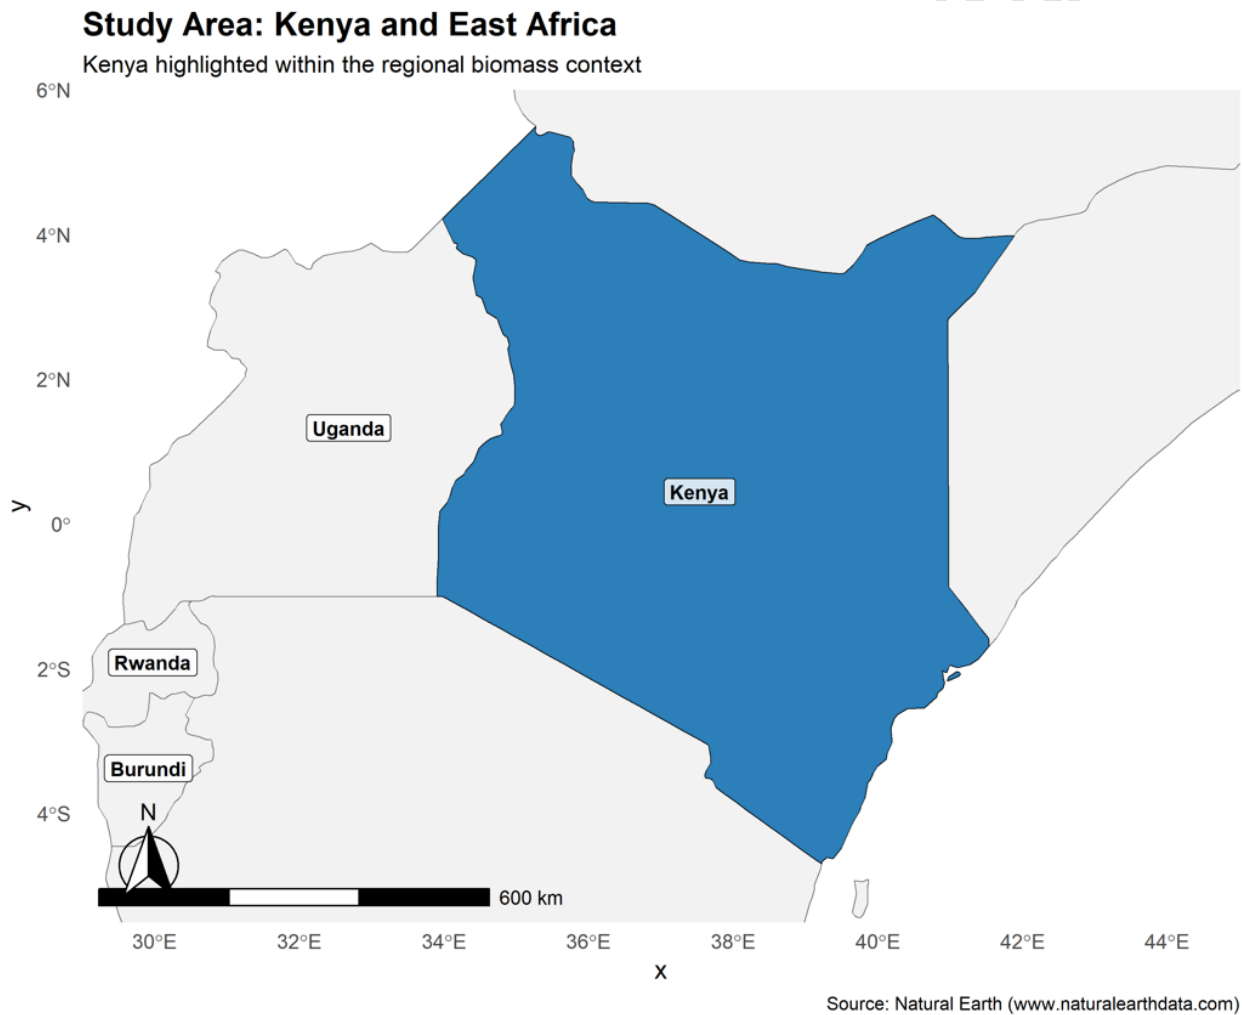 Study Area: Kenya and East Africa
Kenya highlighted within the regional biomass context
6°N
4°N
2°N
0°
2°S
4°S
y
Uganda
Kenya
Rwanda
Burundi
N
600 km
30°E 32°E 34°E 36°E 38°E 40°E 42°E 44°E
x
Source: Natural Earth (www.naturalearthdata.com)